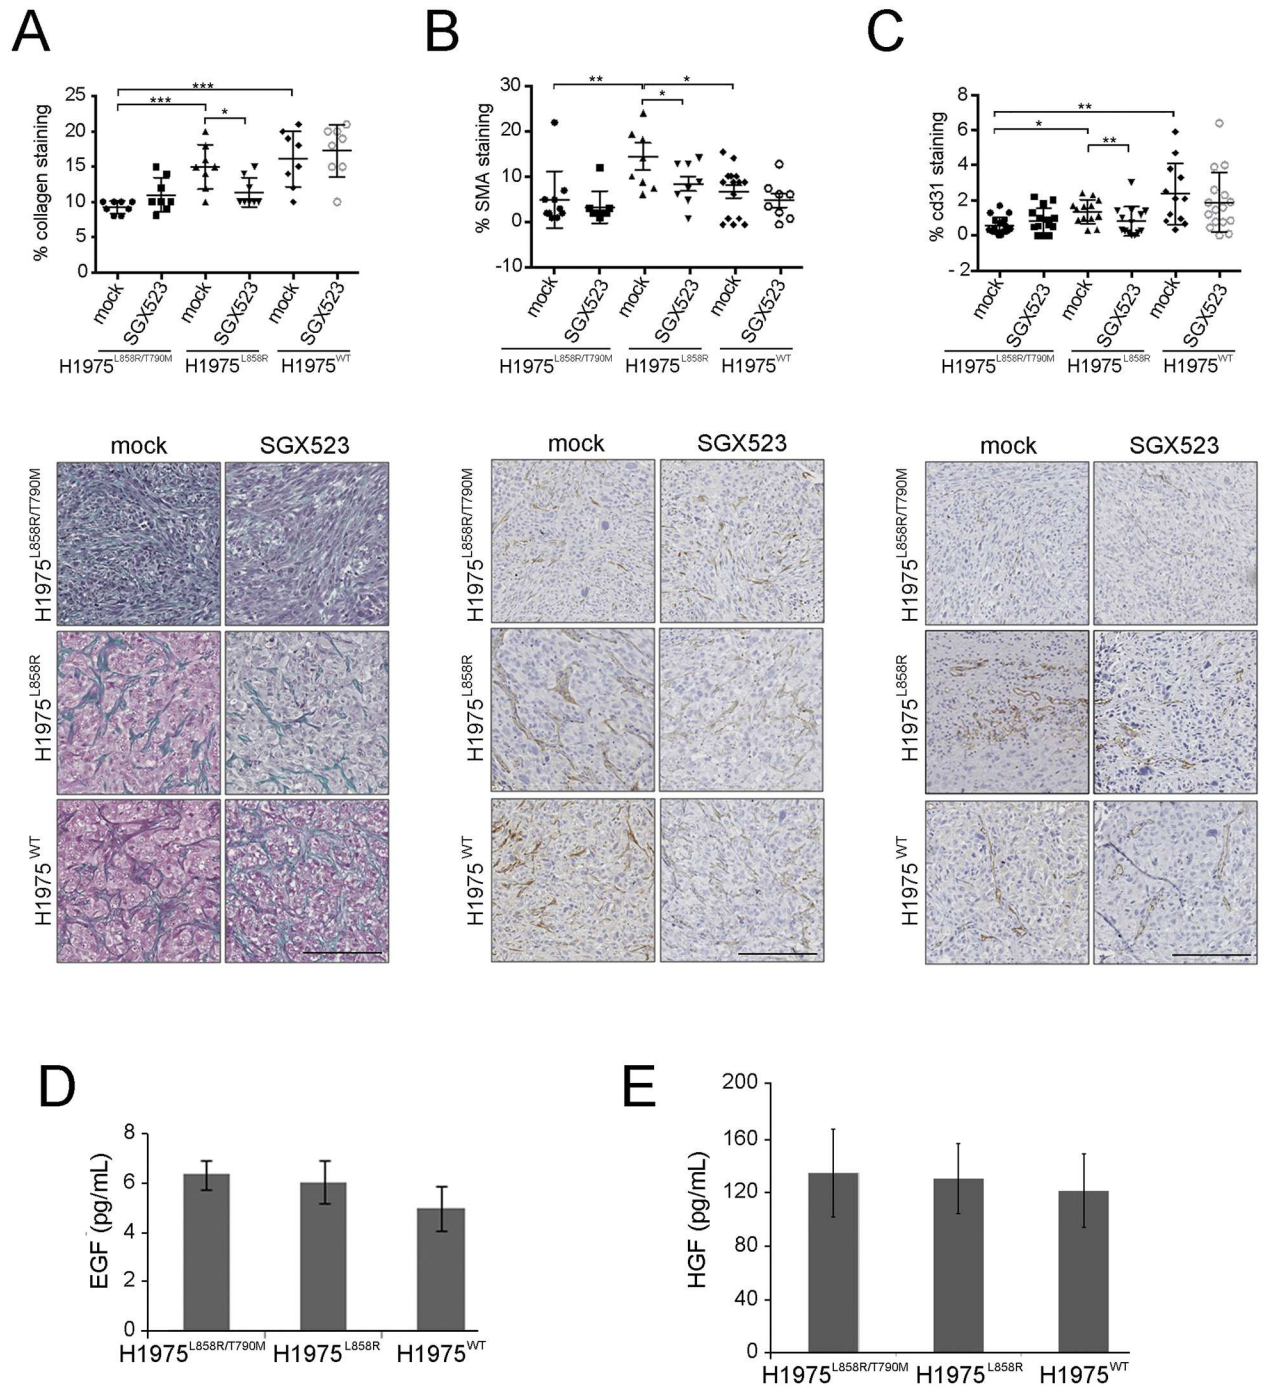 A
B
C
% collagen staining
25
20
15
10
5
0
***
***
*
mock
SGX523
mock
SGX523
mock
SGX523
H1975L858R/T790M
H1975L858R
H1975WT
% SMA staining
30
20
10
0
-10
**
*
*
mock
SGX523
mock
SGX523
mock
SGX523
H1975L858R/T790M
H1975L858R
H1975WT
% cd31 staining
8
6
4
2
0
-2
**
*
**
mock
SGX523
mock
SGX523
mock
SGX523
H1975L858R/T790M
H1975L858R
H1975WT
mock SGX523
H1975L858R/T790M
H1975L858R
H1975WT
mock SGX523
H1975L858R/T790M
H1975L858R
H1975WT
mock SGX523
H1975L858R/T790M
H1975L858R
H1975WT
D
EGF (pg/mL)
8
6
4
2
0
H1975L858R/T790M H1975L858R H1975WT
E
HGF (pg/mL)
200
160
120
80
40
0
H1975L858R/T790M H1975L858R H1975WT